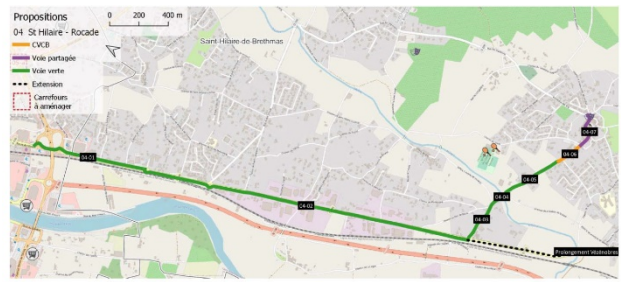 Propositions
0 200 400 m
04 St Hilaire - Rocade
CVCB
Voie partagée
Voie verte
Extension
Carrefours
à aménager
Saint-Hilaire-de-Brethmas
04-07
04-06
04-01
04-05
04-04
04-02
04-03
Prolongement Vézénobres